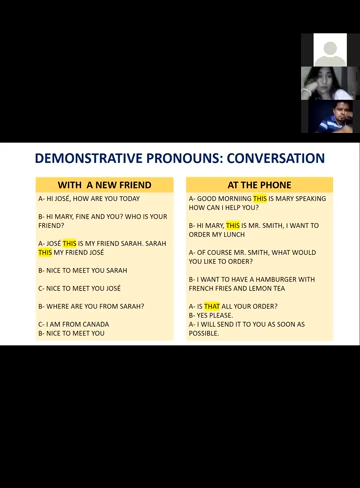 DEMONSTRATIVE PRONOUNS: CONVERSATION
WITH A NEW FRIEND
A- HI JOSÉ, HOW ARE YOU TODAY
B- HI MARY, FINE AND YOU? WHO IS YOUR
FRIEND?
A- JOSÉ THIS IS MY FRIEND SARAH. SARAH
THIS MY FRIEND JOSÉ
B- NICE TO MEET YOU SARAH
C- NICE TO MEET YOU JOSÉ
B- WHERE ARE YOU FROM SARAH?
C- I AM FROM CANADA
B- NICE TO MEET YOU
AT THE PHONE
A- GOOD MORNIING THIS IS MARY SPEAKING
HOW CAN I HELP YOU?
B- HI MARY, THIS IS MR. SMITH, I WANT TO
ORDER MY LUNCH
A- OF COURSE MR. SMITH, WHAT WOULD
YOU LIKE TO ORDER?
B- I WANT TO HAVE A HAMBURGER WITH
FRENCH FRIES AND LEMON TEA
A- IS THAT ALL YOUR ORDER?
B- YES PLEASE.
A- I WILL SEND IT TO YOU AS SOON AS
POSSIBLE.